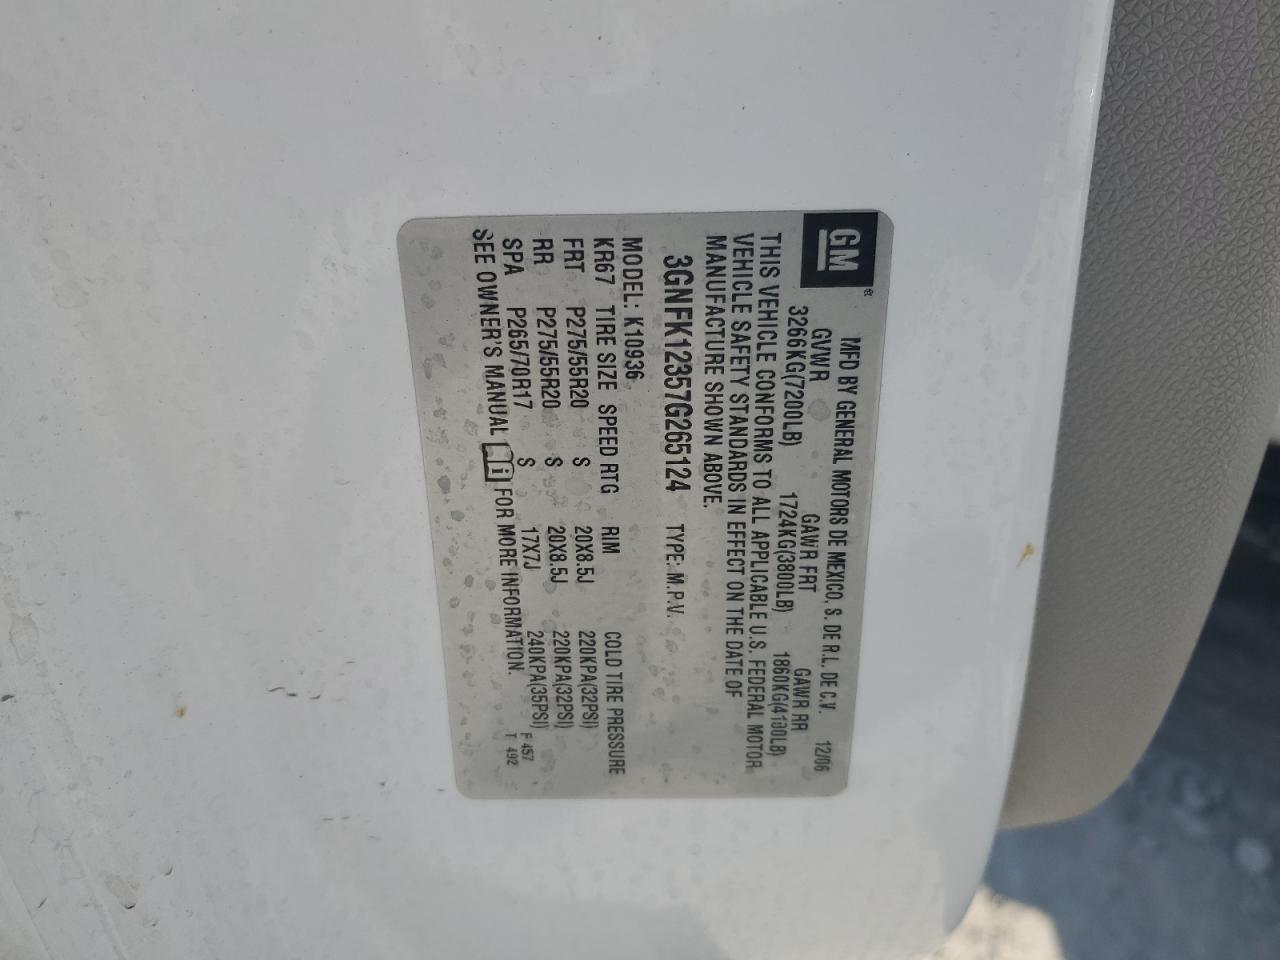 GM
MFD BY GENERAL MOTORS DE MEXICO, S. DE R.L. DE C.V. 12/06
GVWR GAWR FRT GAWR RR
3266KG(7200LB) 1724KG(3800LB) 1860KG(4100LB)
THIS VEHICLE CONFORMS TO ALL APPLICABLE U.S. FEDERAL MOTOR
VEHICLE SAFETY STANDARDS IN EFFECT ON THE DATE OF
MANUFACTURE SHOWN ABOVE.
3GNFK12357G265124 TYPE: M.P.V.
MODEL: K10936
KR67 TIRE SIZE SPEED RTG RIM COLD TIRE PRESSURE
FRT P275/55R20 S 20X8.5J 220KPA(32PSI)
RR P275/55R20 S 20X8.5J 220KPA(32PSI)
SPA P265/70R17 S 17X7J 240KPA(35PSI)
SEE OWNER'S MANUAL i FOR MORE INFORMATION.
F 457
T 492